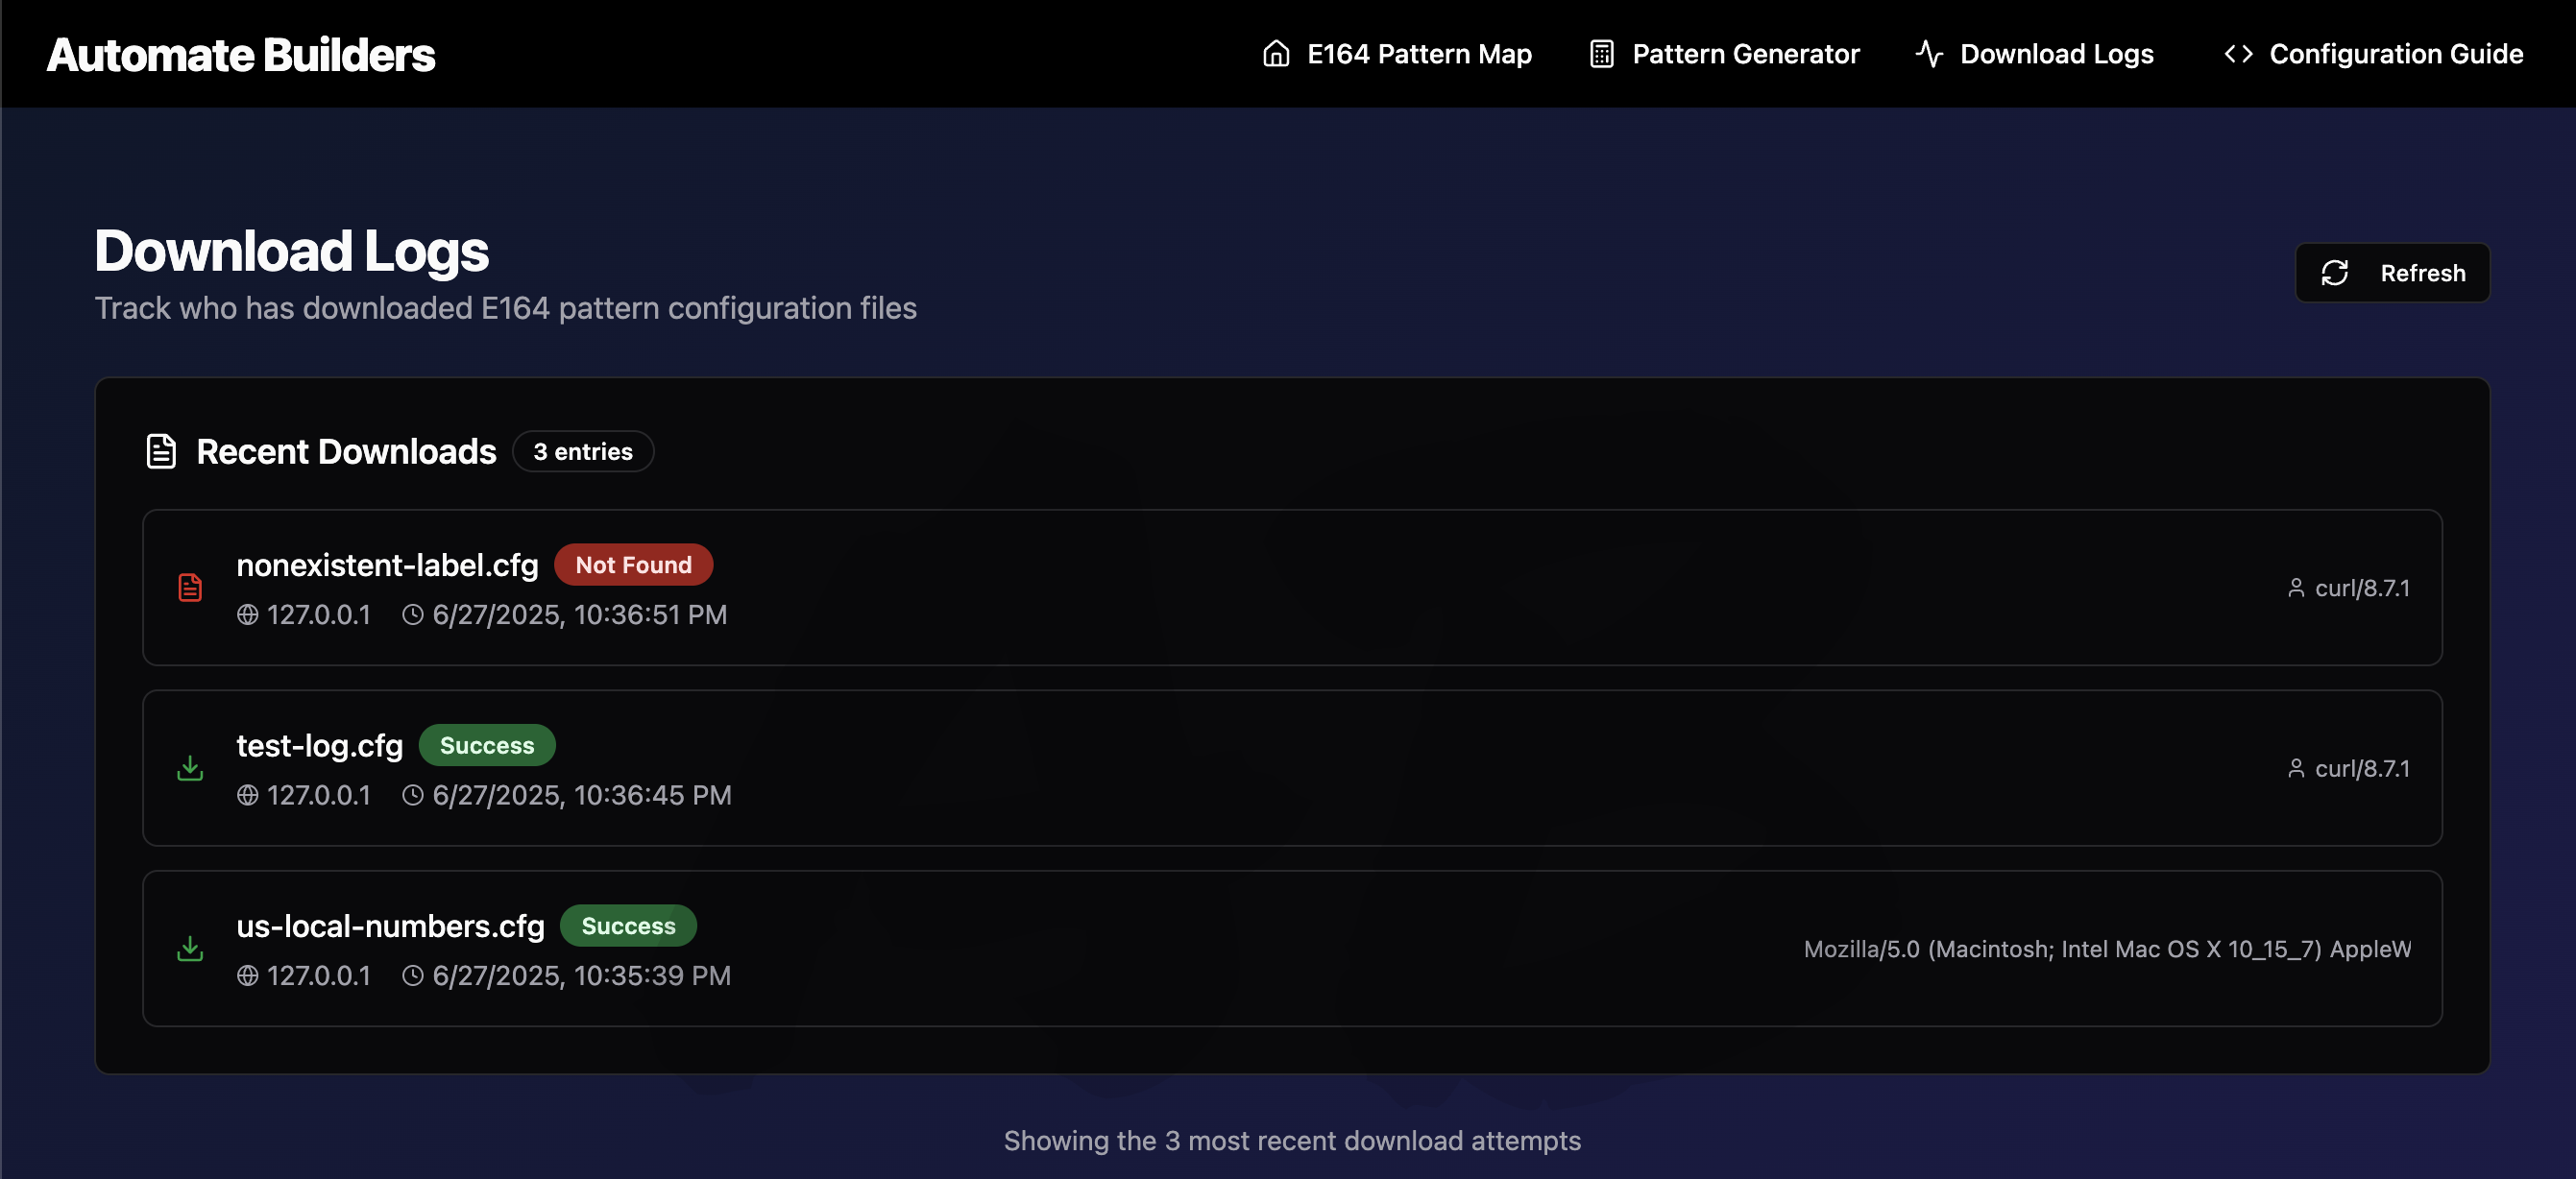 Automate Builders
E164 Pattern Map
Pattern Generator
Download Logs
Configuration Guide
Download Logs
Track who has downloaded E164 pattern configuration files
Refresh
Recent Downloads
3 entries
nonexistent-label.cfg
Not Found
127.0.0.1
6/27/2025, 10:36:51 PM
curl/8.7.1
test-log.cfg
Success
127.0.0.1
6/27/2025, 10:36:45 PM
curl/8.7.1
us-local-numbers.cfg
Success
127.0.0.1
6/27/2025, 10:35:39 PM
Mozilla/5.0 (Macintosh; Intel Mac OS X 10_15_7) AppleW
Showing the 3 most recent download attempts